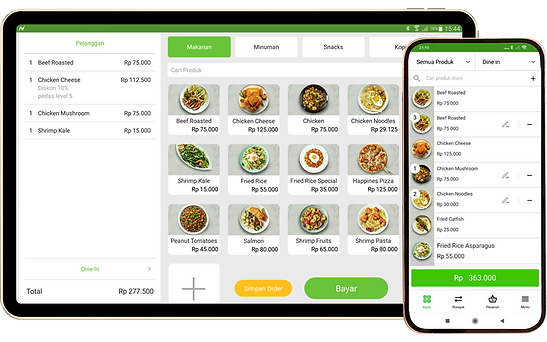 15:44
Pelanggan
1 Beef Roasted Rp 75.000
1 Chicken Cheese Rp 112.500
Diskon 10%
pedas level 5
1 Chicken Mushroom Rp 75.000
1 Shrimp Kale Rp 15.000
Dine In
Total Rp 277.500
Makanan Minuman Snacks Kop
Cari Produk
Beef Roasted Chicken Cheese Chicken Chicken Noodles
Rp 75.000 Rp 125.000 Rp 75.000 Rp 29.125
Shrimp Kale Fried Rice Fried Rice Special Happines Pizza
Rp 15.000 Rp 55.000 Rp 35.000 Rp 125.000
Peanut Tomatoes Salmon Shrimp Fruits Shrimp Pasta
Rp 45.000 Rp 80.000 Rp 65.000 Rp 80.000
Simpan Order Bayar
21:10
Semua Produk Dine in
Cari produk disini
Beef Roasted
Rp 75.000
3 Beef Roasted
Rp 75.000
Chicken Cheese
Rp 125.000
1 Chicken Mushroom
Rp 75.000
2 Chicken Noodles
Rp 30.000
Fried Catfish
Rp 25.000
Fried Rice Asparagus
Rp 55.000
Rp 363.000
Riwayat Pesanan Menu